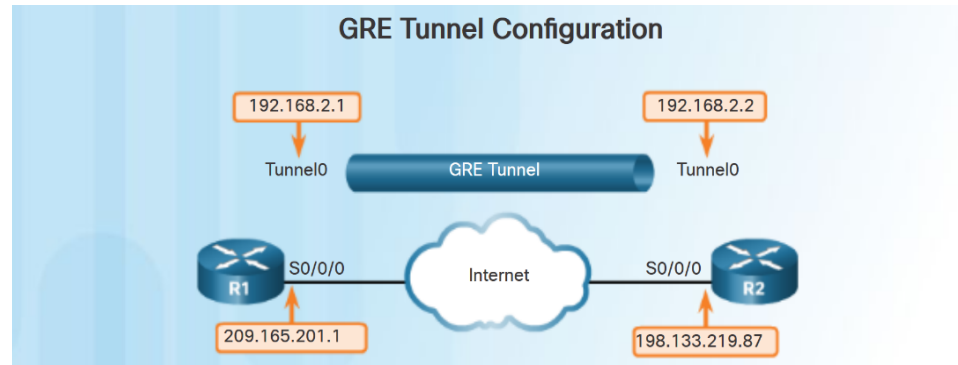 GRE Tunnel Configuration
192.168.2.1
192.168.2.2
Tunnel0
GRE Tunnel
Tunnel0
R1
S0/0/0
Internet
S0/0/0
R2
209.165.201.1
198.133.219.87